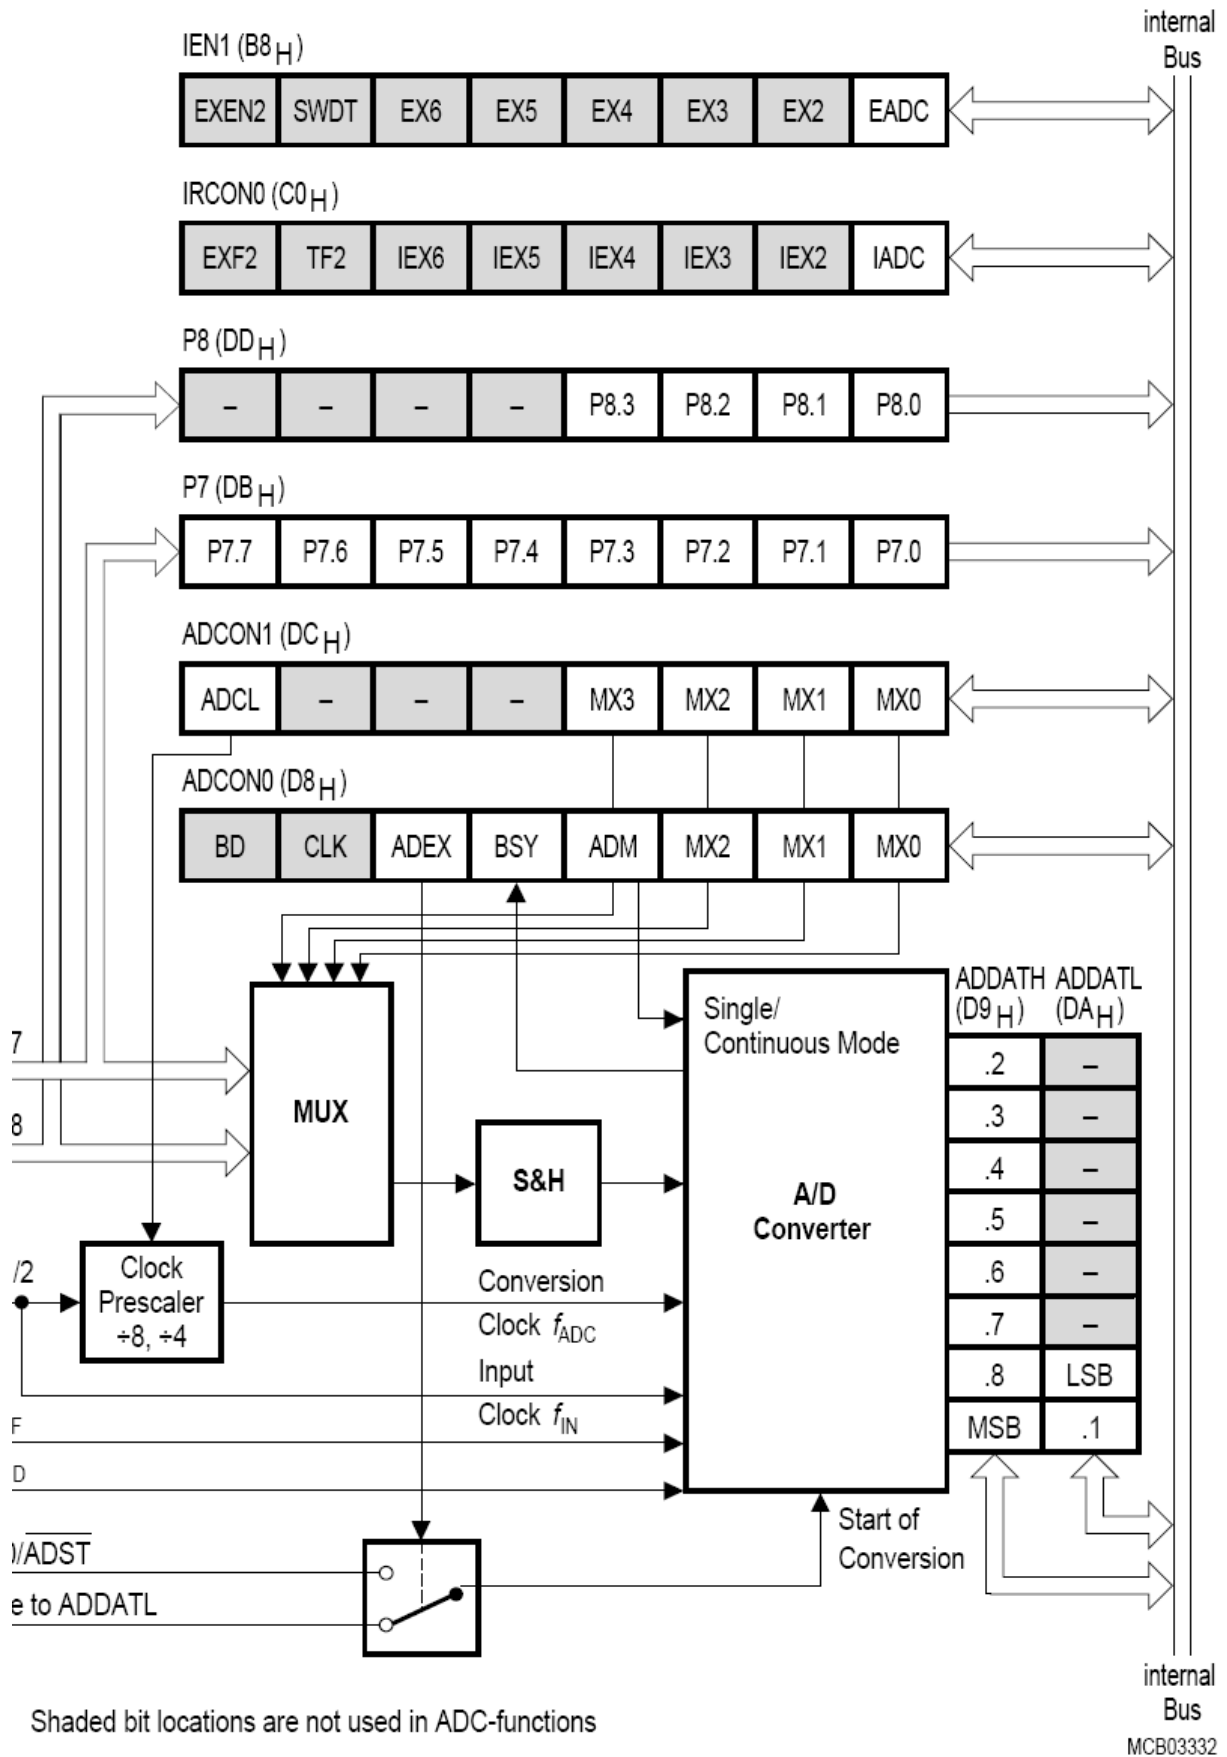 internal
Bus
IEN1 (B8H)
EXEN2 SWDT EX6 EX5 EX4 EX3 EX2 EADC
IRCON0 (C0H)
EXF2 TF2 IEX6 IEX5 IEX4 IEX3 IEX2 IADC
P8 (DDH)
– – – – P8.3 P8.2 P8.1 P8.0
P7 (DBH)
P7.7 P7.6 P7.5 P7.4 P7.3 P7.2 P7.1 P7.0
ADCON1 (DCH)
ADCL – – – MX3 MX2 MX1 MX0
ADCON0 (D8H)
BD CLK ADEX BSY ADM MX2 MX1 MX0
ADDATH ADDATL
(D9H) (DAH)
Single/
Continuous Mode
7
8
MUX
S&H
A/D
Converter
.2 –
.3 –
.4 –
.5 –
.6 –
.7 –
.8 LSB
MSB .1
/2
Clock
Prescaler
÷8, ÷4
Conversion
Clock fADC
Input
Clock fIN
F
D
Start of
Conversion
)/ADST
e to ADDATL
internal
Bus
Shaded bit locations are not used in ADC-functions
MCB03332